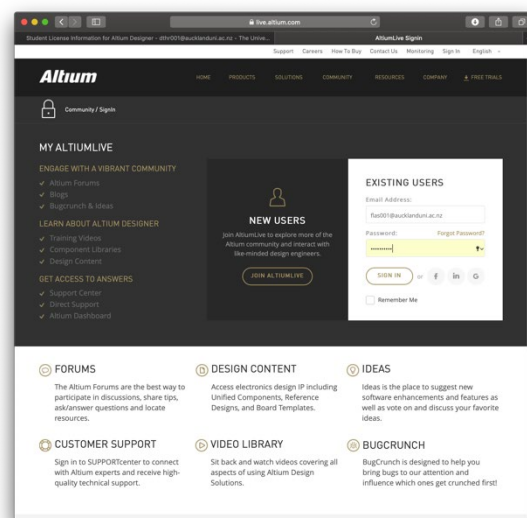 live.altium.com
Student License Information for Altium Designer - dthr001@aucklanduni.ac.nz - The Unive...
AltiumLive SignIn
Support Careers How To Buy Contact Us Monitoring Sign In English
Altium
HOME PRODUCTS SOLUTIONS COMMUNITY RESOURCES COMPANY FREE TRIALS
Community / Signin
MY ALTIUMLIVE
ENGAGE WITH A VIBRANT COMMUNITY
Altium Forums
Blogs
Bugcrunch & Ideas
LEARN ABOUT ALTIUM DESIGNER
Training Videos
Component Libraries
Design Content
GET ACCESS TO ANSWERS
Support Center
Direct Support
Altium Dashboard
NEW USERS
Join AltiumLive to explore more of the
Altium community and interact with
like-minded design engineers.
JOIN ALTIUMLIVE
EXISTING USERS
Email Address:
flas001@aucklanduni.ac.nz
Password: Forgot Password?
SIGN IN or f in G
Remember Me
FORUMS
The Altium Forums are the best way to
participate in discussions, share tips,
ask/answer questions and locate
resources.
DESIGN CONTENT
Access electronics design IP including
Unified Components, Reference
Designs, and Board Templates.
IDEAS
Ideas is the place to suggest new
software enhancements and features as
well as vote on and discuss your favorite
ideas.
CUSTOMER SUPPORT
Sign in to SUPPORTcenter to connect
with Altium experts and receive high-
quality technical support.
VIDEO LIBRARY
Sit back and watch videos covering all
aspects of using Altium Design
Solutions.
BUGCRUNCH
BugCrunch is designed to help you
bring bugs to our attention and
influence which ones get crunched first!